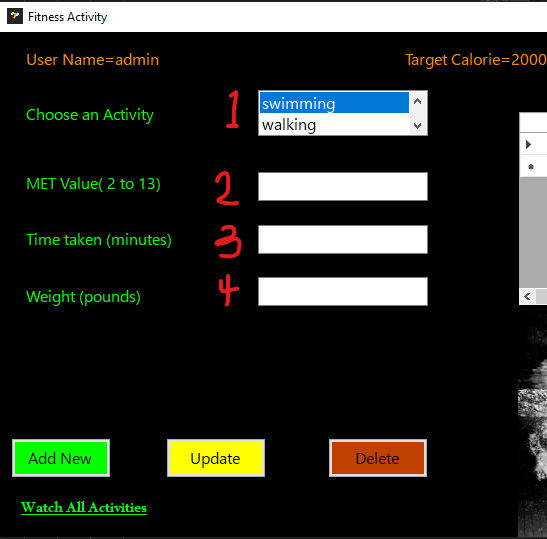 Fitness Activity
User Name=admin Target Calorie=2000
Choose an Activity 1 swimming
walking
MET Value( 2 to 13) 2
Time taken (minutes) 3
Weight (pounds) 4
Add New Update Delete
Watch All Activities